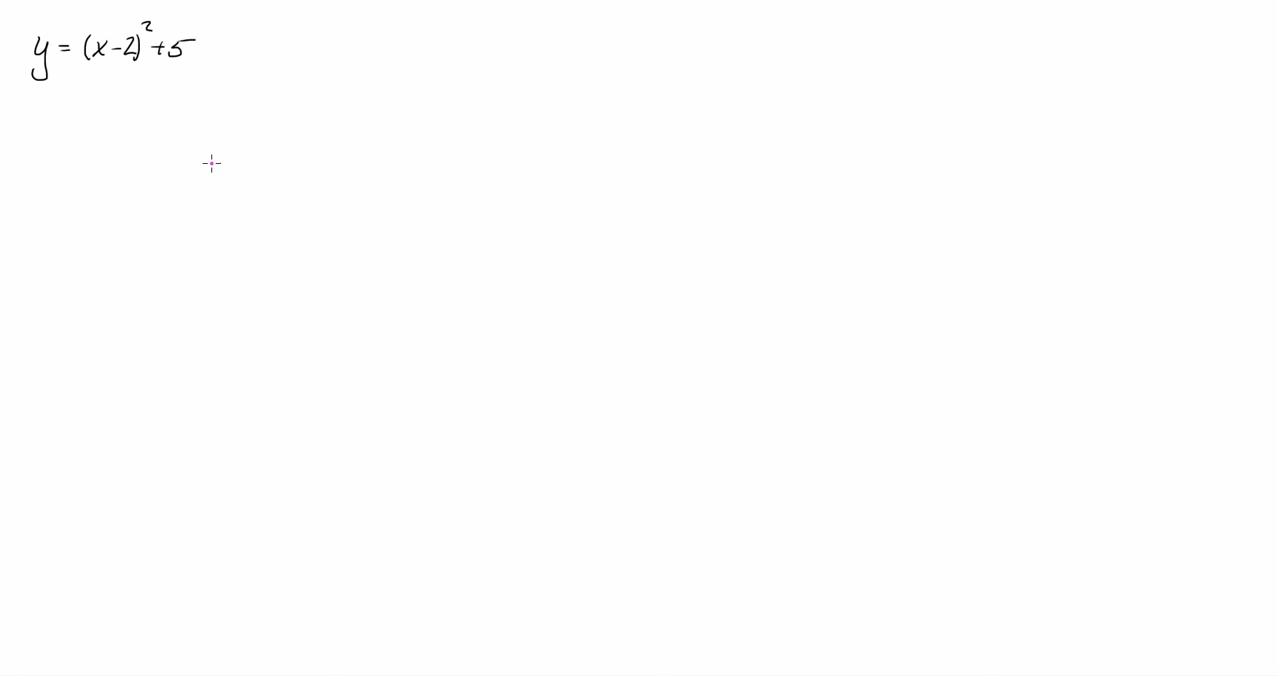 y = (x-2)²+5